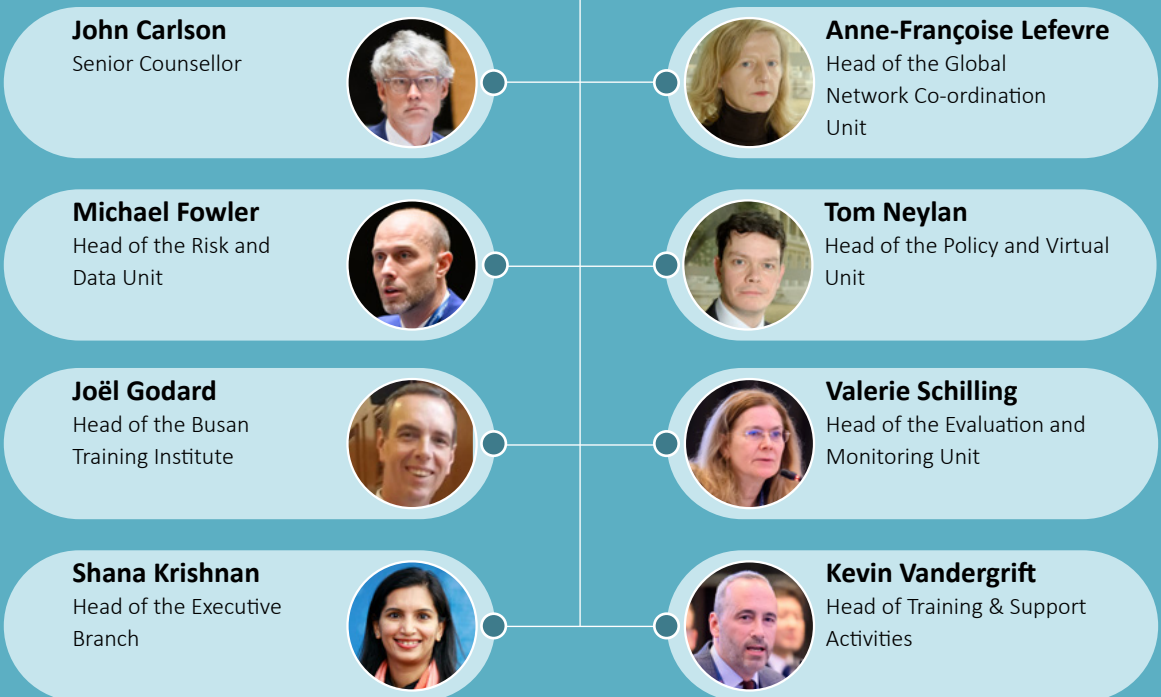 John Carlson
Senior Counsellor
Anne-Françoise Lefevre
Head of the Global
Network Co-ordination
Unit
Michael Fowler
Head of the Risk and
Data Unit
Tom Neylan
Head of the Policy and Virtual
Unit
Joël Godard
Head of the Busan
Training Institute
Valerie Schilling
Head of the Evaluation and
Monitoring Unit
Shana Krishnan
Head of the Executive
Branch
Kevin Vandergrift
Head of Training & Support
Activities